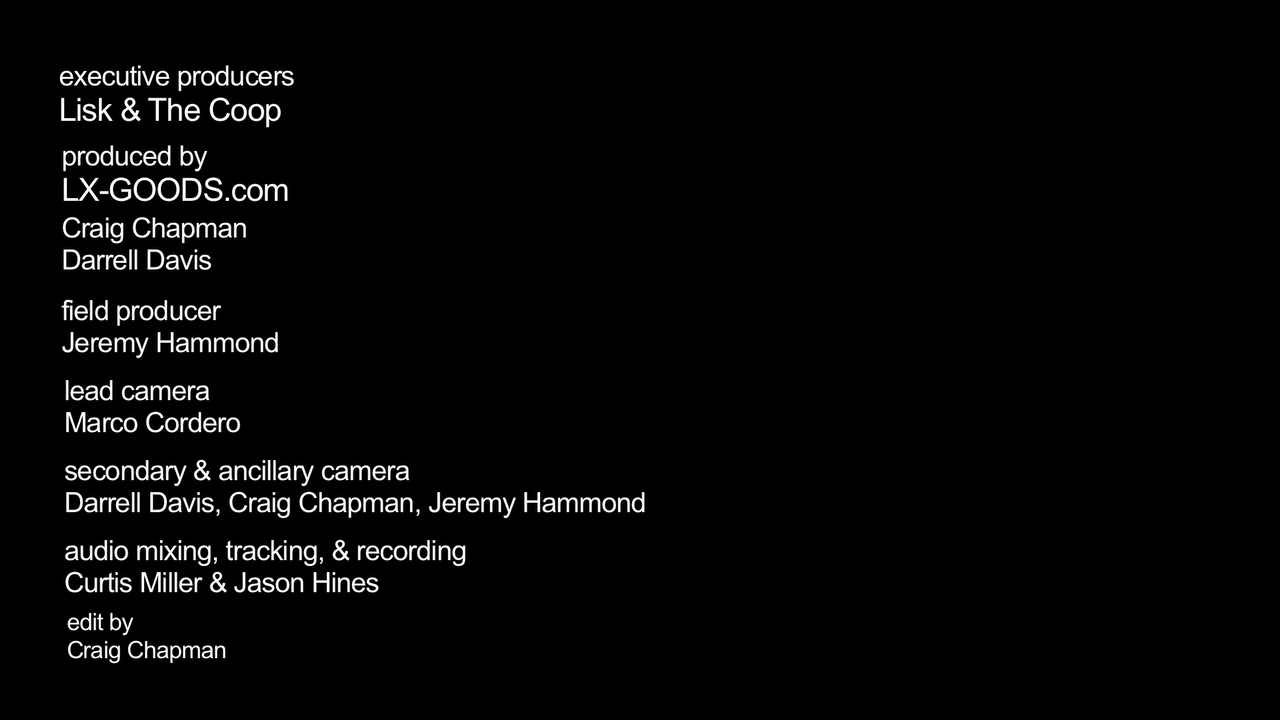 executive producers
Lisk & The Coop
produced by
LX-GOODS.com
Craig Chapman
Darrell Davis
field producer
Jeremy Hammond
lead camera
Marco Cordero
secondary & ancillary camera
Darrell Davis, Craig Chapman, Jeremy Hammond
audio mixing, tracking, & recording
Curtis Miller & Jason Hines
edit by
Craig Chapman